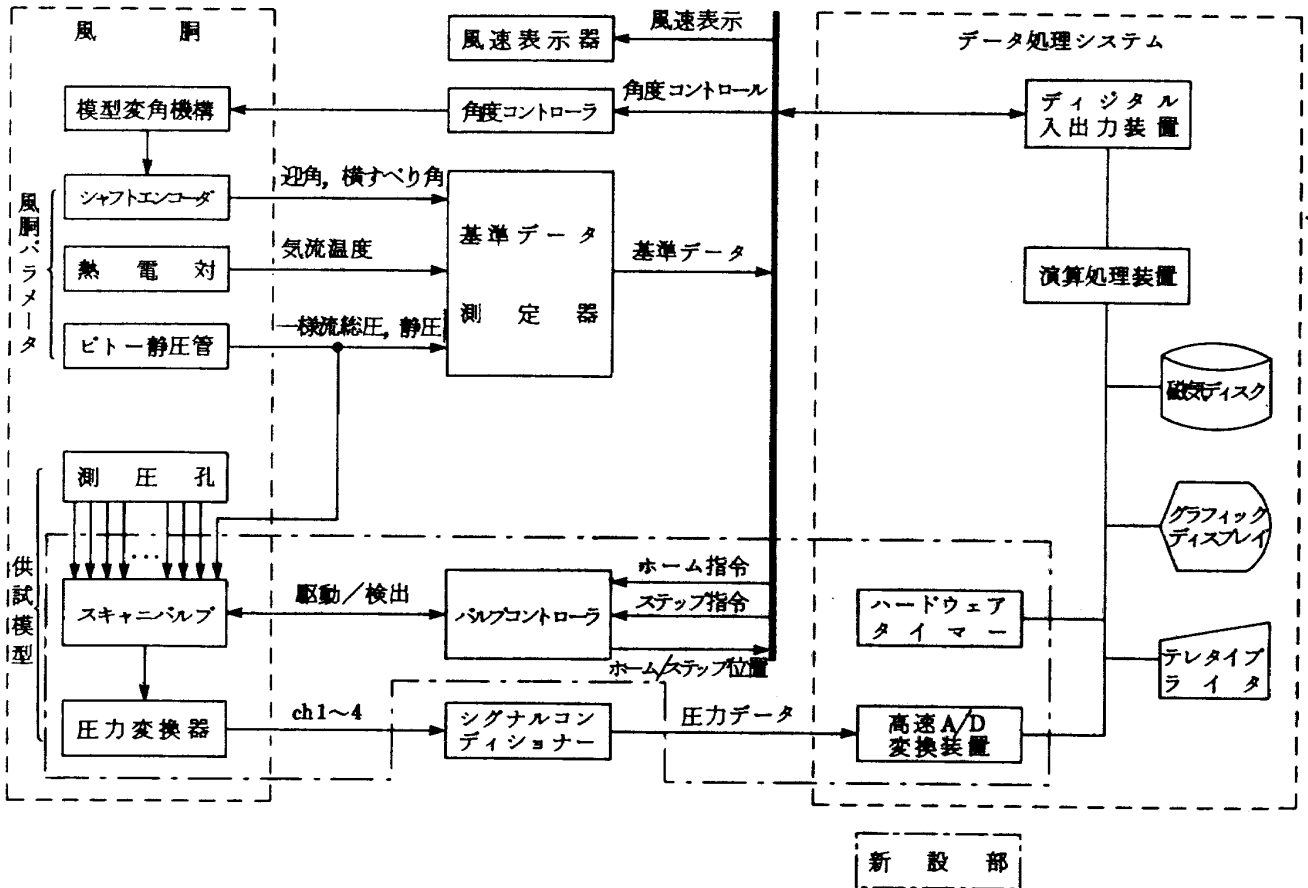 風胴
模型変角機構
風胴パラメータ
シャフトエンコーダ
熱電対
ピトー静圧管
供試模型
測圧孔
…
スキャニバルブ
圧力変換器
風速表示器
風速表示
角度コントローラ
角度コントロール
迎角, 横すべり角
気流温度
一様流総圧, 静圧
基準データ
測定器
基準データ
駆動/検出
バルブコントローラ
ホーム指令
ステップ指令
ホーム/ステップ位置
ch1～4
シグナルコン
ディショナー
圧力データ
データ処理システム
ディジタル
入出力装置
演算処理装置
磁気ディスク
グラフィック
ディスプレイ
ハードウェア
タイマー
テレタイプ
ライタ
高速A/D
変換装置
新設部